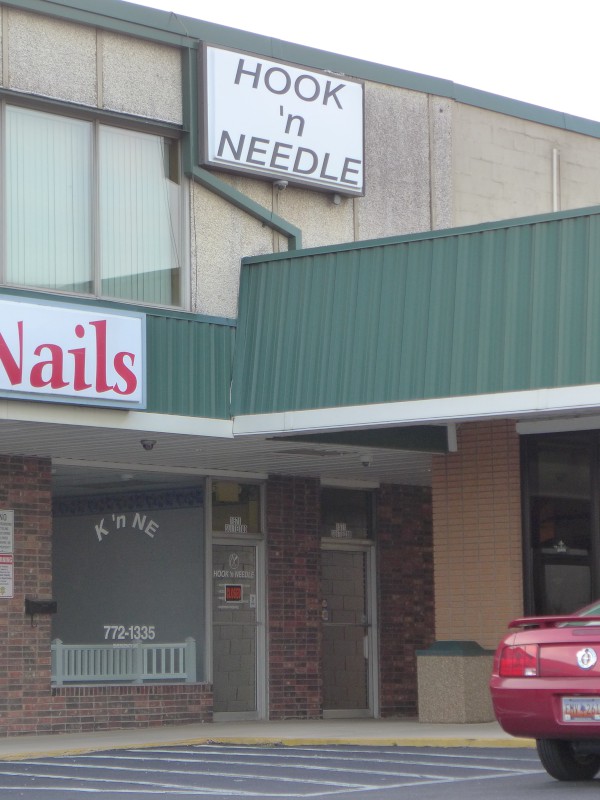 HOOK
'n
NEEDLE
Nails
K 'n NE
HOOK 'n NEEDLE
772-1335